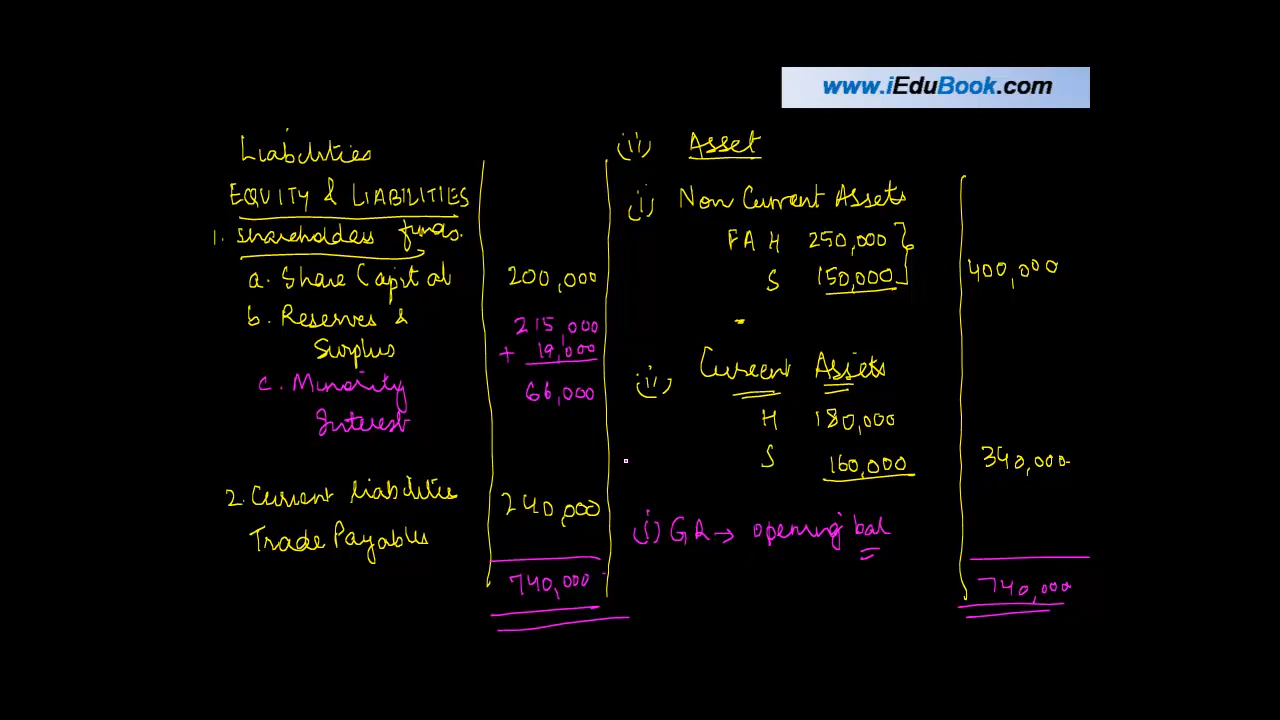 www.iEduBook.com
Liabilities
EQUITY & LIABILITIES
1. Shareholders funds.
a. Share Capital 200,000
b. Reserves & 215,000
Surplus + 19,000
c. Minority 66,000
Interest
2. Current liabilities 240,000
Trade Payables
740,000
(ii) Asset
(i) Non Current Assets
FA H 250,000
S 150,000 400,000
(ii) Current Assets
H 180,000
S 160,000 340,000
(i) GR → opening bal
740,000